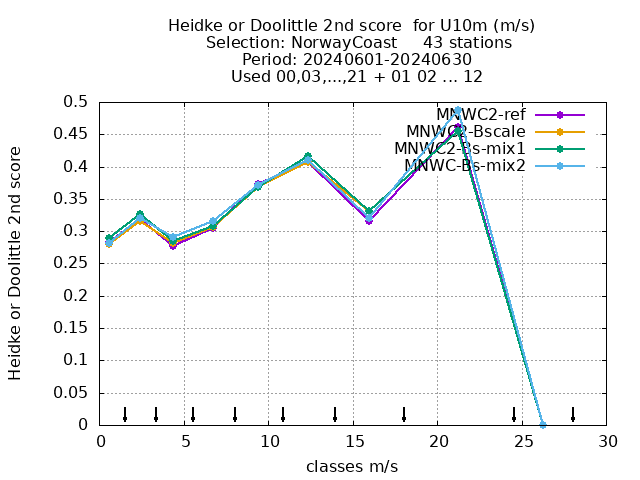 Heidke or Doolittle 2nd score  for U10m (m/s)
Selection: NorwayCoast     43 stations
Period: 20240601-20240630
Used 00,03,...,21 + 01 02 ... 12
Heidke or Doolittle 2nd score
0.5
0.45
0.4
0.35
0.3
0.25
0.2
0.15
0.1
0.05
0
MNWC2-ref
MNWC2-Bscale
MNWC2-Bs-mix1
MNWC-Bs-mix2
0 5 10 15 20 25 30
classes m/s